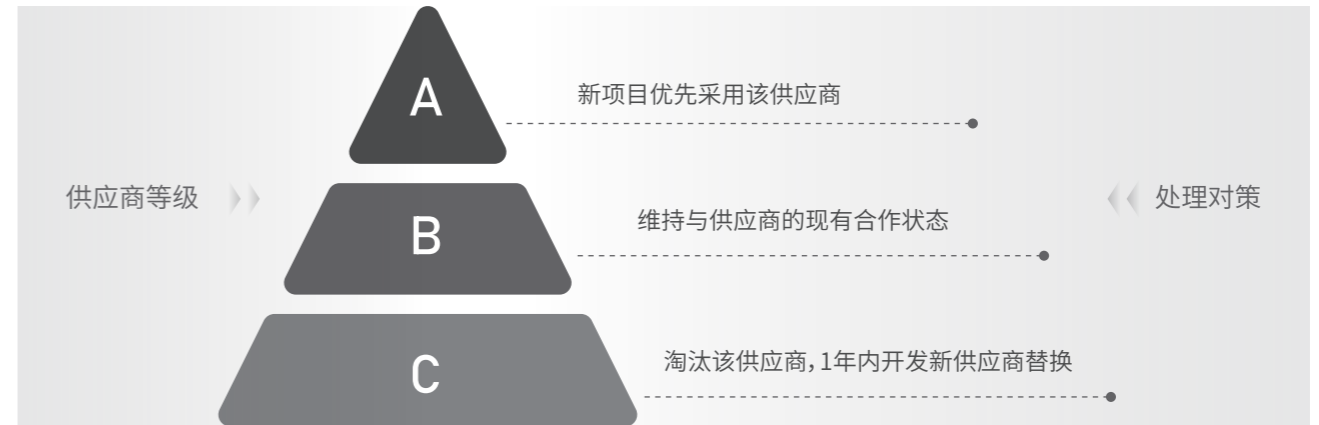 A
新项目优先采用该供应商
供应商等级
处理对策
B
维持与供应商的现有合作状态
C
淘汰该供应商，1年内开发新供应商替换